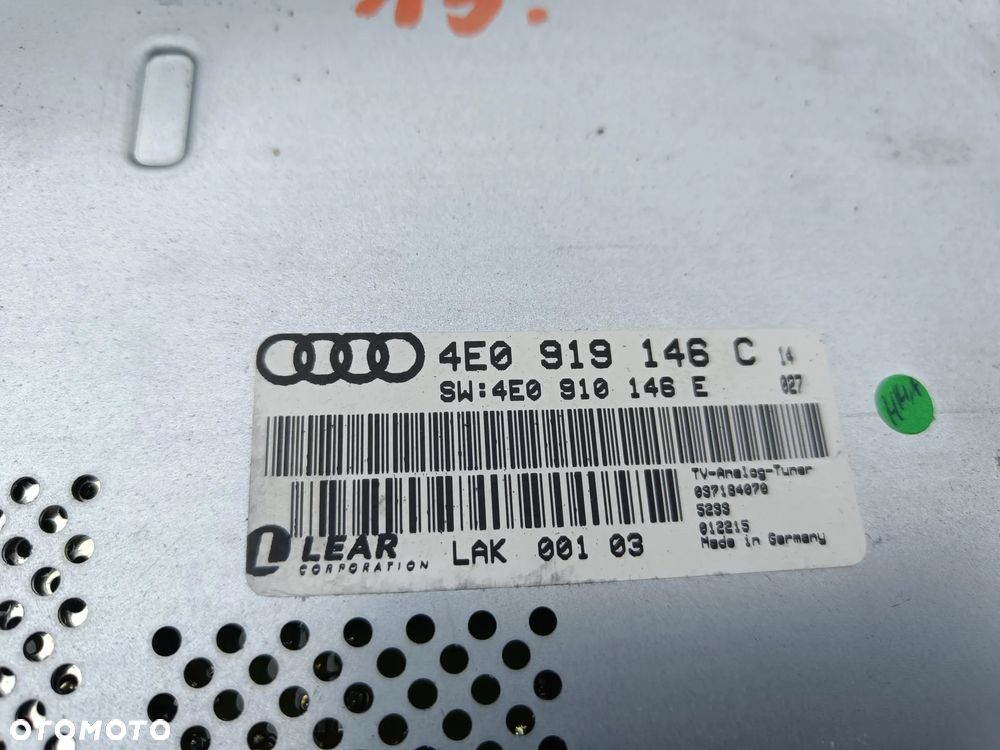 4E0 919 146 C 14
SW:4E0 910 146 E 027
TV-Analog-Tuner
037184070
5233
012215
Made in Germany
L LEAR
CORPORATION
LAK 001 03
OTOMOTO